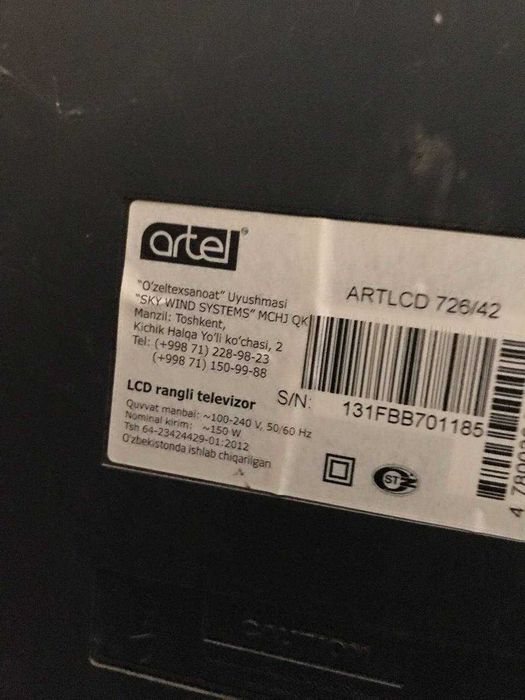 artel
"O'zeltexsanoat" Uyushmasi
"SKY WIND SYSTEMS" MCHJ QK
Manzil: Toshkent,
Kichik Halqa Yo'li ko'chasi, 2
Tel: (+998 71) 228-98-23
(+998 71) 150-99-88
LCD rangli televizor
Quvvat manbai: ~100-240 V, 50/60 Hz
Nominal kirim: ~150 W
Tsh 64-23424429-01:2012
O'zbekistonda ishlab chiqarilgan
ARTLCD 726/42
S/N:
131FBB701185
ST